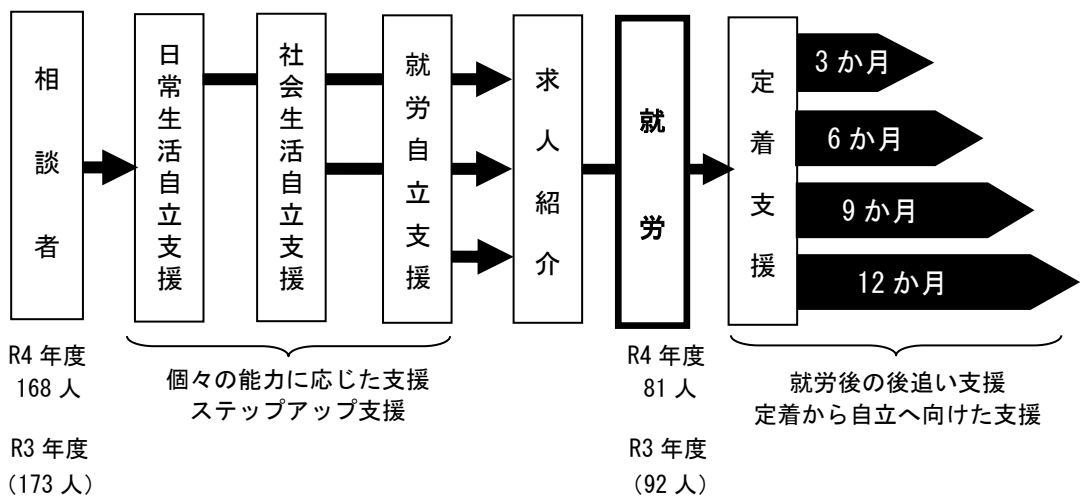 相談者
日常生活自立支援
社会生活自立支援
就労自立支援
求人紹介
就労
定着支援
3か月
6か月
9か月
12か月
R4年度
168人
R3年度
(173人)
個々の能力に応じた支援
ステップアップ支援
R4年度
81人
R3年度
(92人)
就労後の後追い支援
定着から自立へ向けた支援